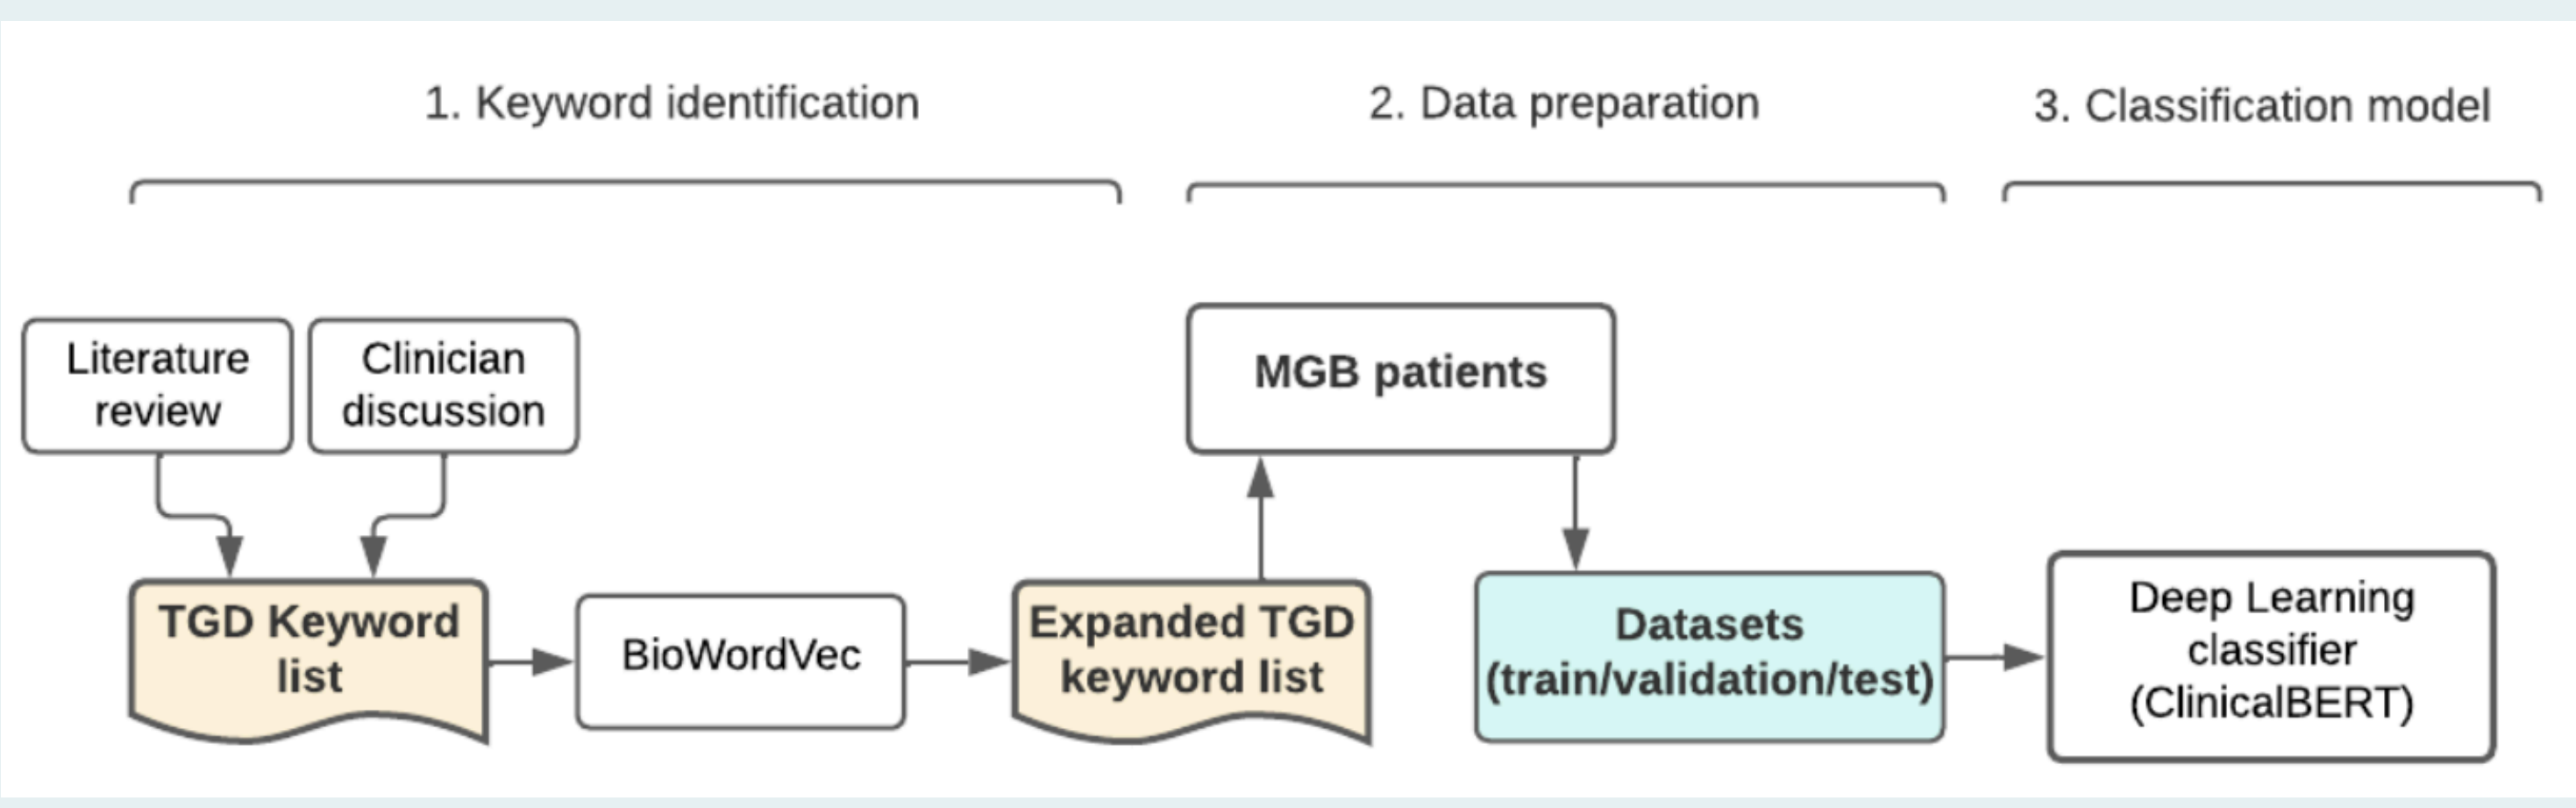 1. Keyword identification
2. Data preparation
3. Classification model
Literature
review
Clinician
discussion
MGB patients
TGD Keyword
list
BioWordVec
Expanded TGD
keyword list
Datasets
(train/validation/test)
Deep Learning
classifier
(ClinicalBERT)